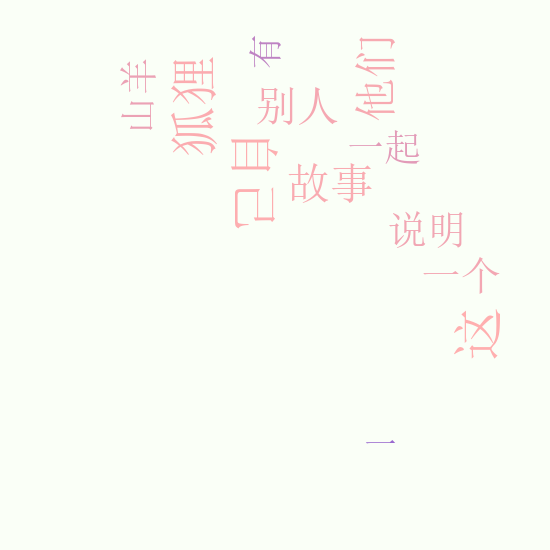 有
他们
山羊
狐狸
别人
一起
自己
故事
说明
一个
这
一